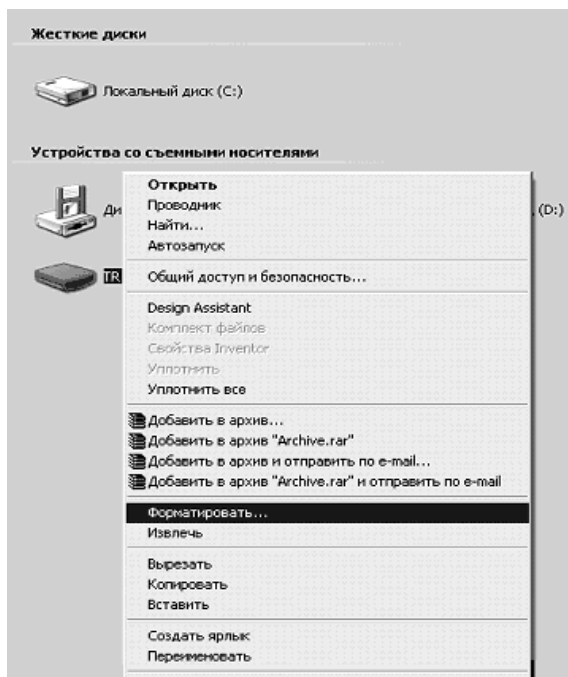 Жесткие диски
Локальный диск (C:)
Устройства со съемными носителями
Ди
(D:)
TR
Открыть
Проводник
Найти...
Автозапуск
Общий доступ и безопасность...
Design Assistant
Комплект файлов
Свойства Inventor
Уплотнить
Уплотнить все
Добавить в архив...
Добавить в архив "Archive.rar"
Добавить в архив и отправить по e-mail...
Добавить в архив "Archive.rar" и отправить по e-mail
Форматировать...
Извлечь
Вырезать
Копировать
Вставить
Создать ярлык
Переименовать